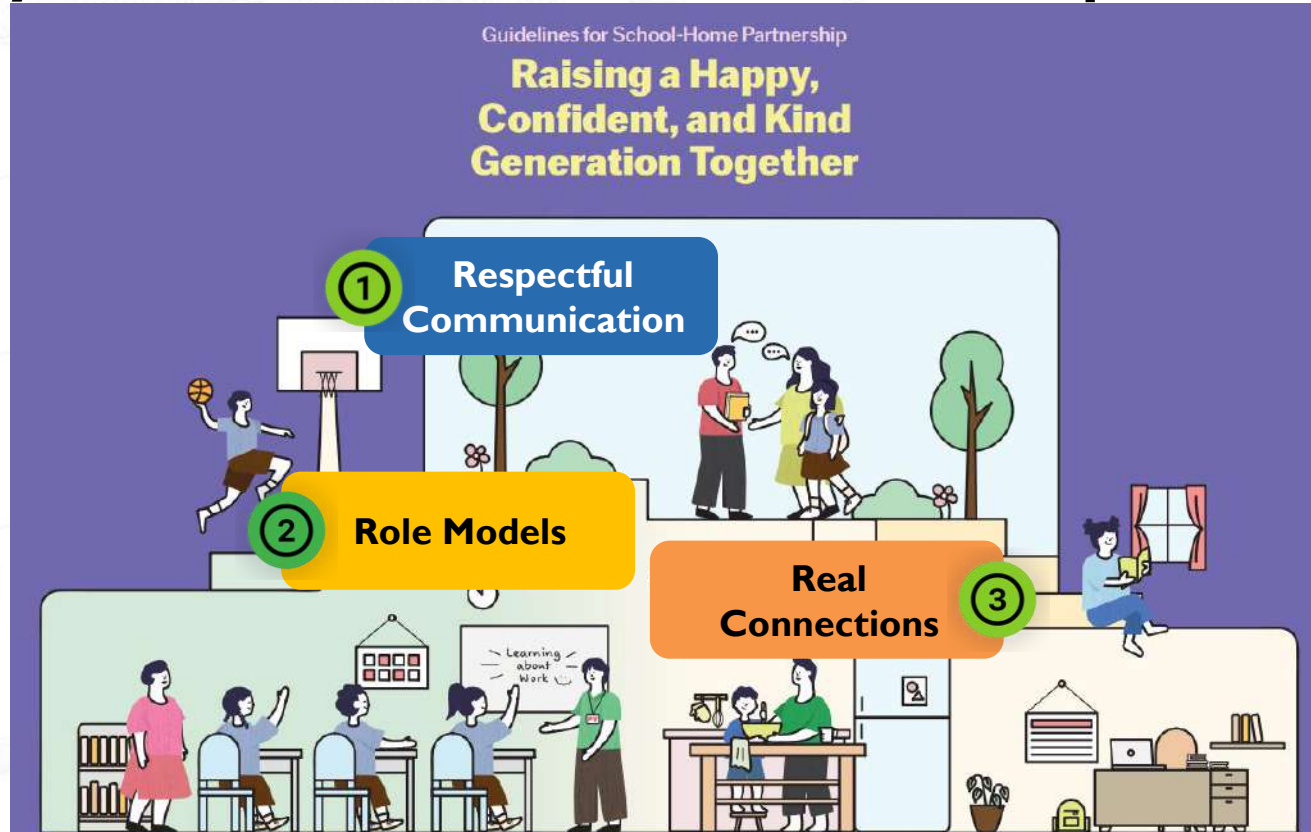 Guidelines for School-Home Partnership
Raising a Happy,
Confident, and Kind
Generation Together
1
Respectful
Communication
2
Role Models
Real
Connections
3
Learning
about
Work